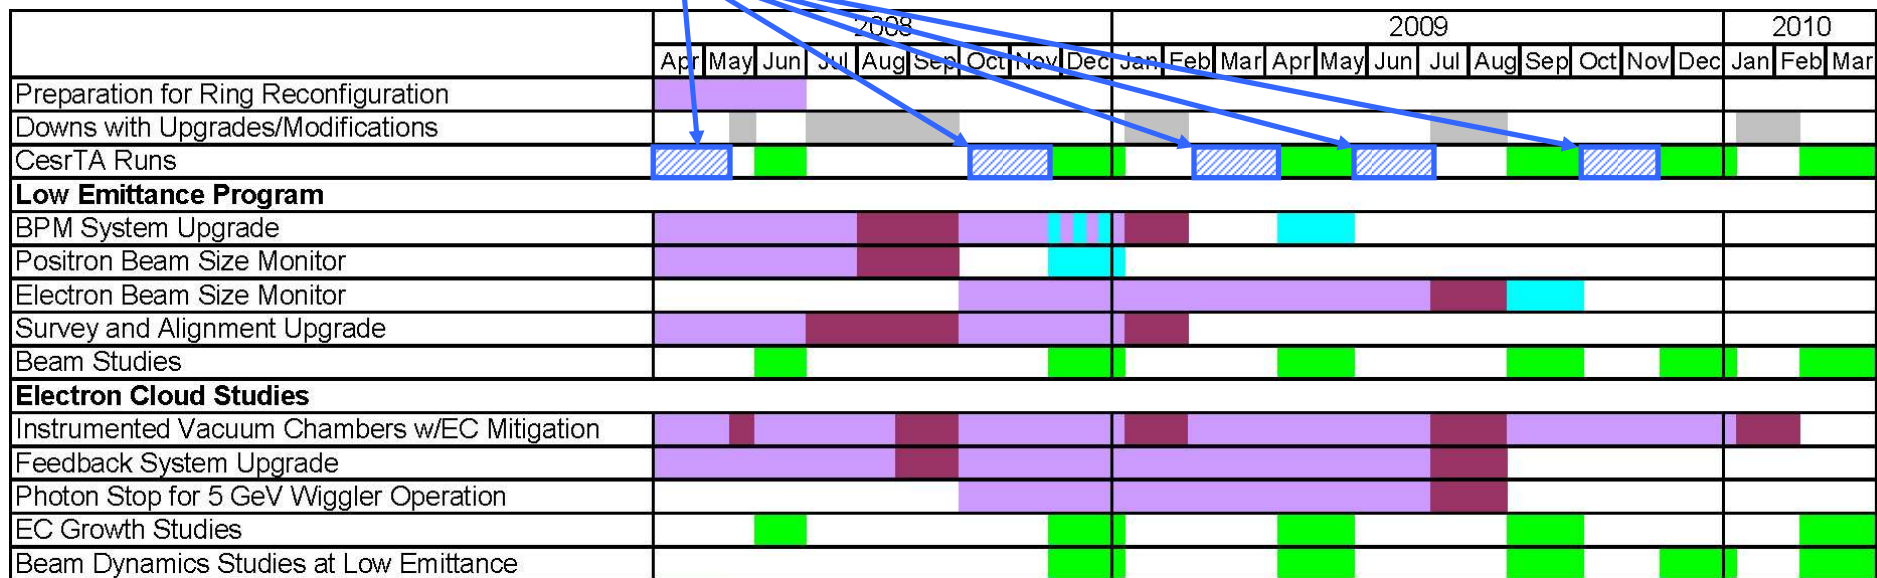 2008 2009 2010
Apr May Jun Jul Aug Sep Oct Nov Dec Jan Feb Mar Apr May Jun Jul Aug Sep Oct Nov Dec Jan Feb Mar
Preparation for Ring Reconfiguration
Downs with Upgrades/Modifications
CesrTA Runs
Low Emittance Program
BPM System Upgrade
Positron Beam Size Monitor
Electron Beam Size Monitor
Survey and Alignment Upgrade
Beam Studies
Electron Cloud Studies
Instrumented Vacuum Chambers w/EC Mitigation
Feedback System Upgrade
Photon Stop for 5 GeV Wiggler Operation
EC Growth Studies
Beam Dynamics Studies at Low Emittance